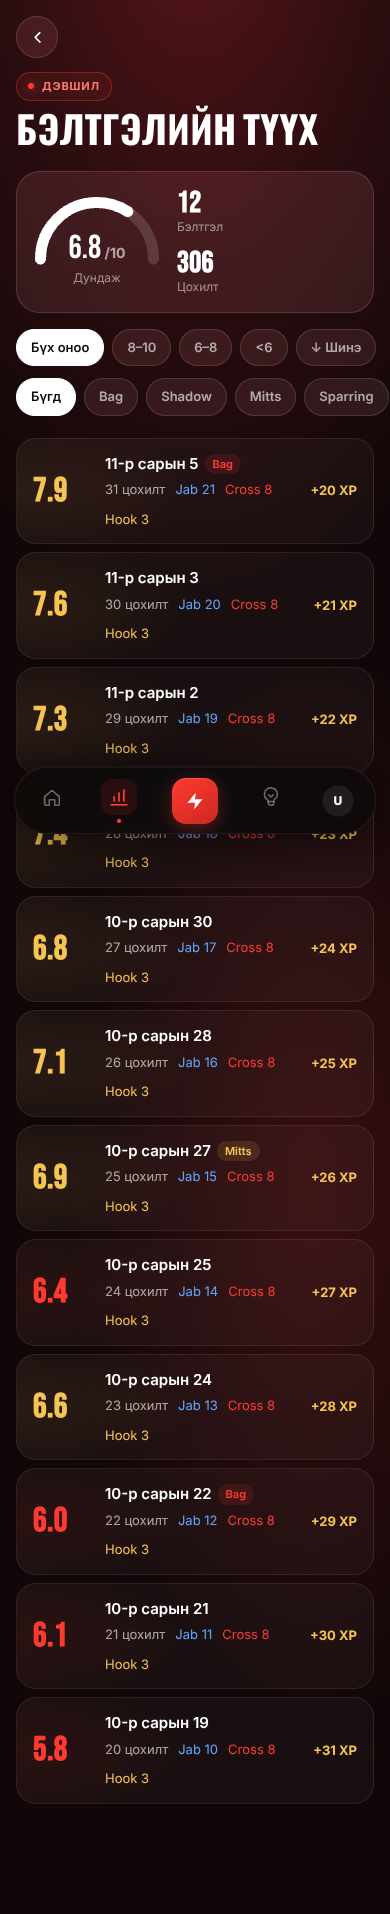 ДЭВШИЛ
БЭЛТГЭЛИЙН ТҮҮХ
6.8 /10
Дундаж
12
Бэлтгэл
306
Цохилт
Бүх оноо 8–10 6–8 <6 ↓ Шинэ
Бүгд Bag Shadow Mitts Sparring
11-р сарын 5 Bag
7.9 31 цохилт Jab 21 Cross 8 +20 XP
Hook 3
11-р сарын 3
7.6 30 цохилт Jab 20 Cross 8 +21 XP
Hook 3
11-р сарын 2
7.3 29 цохилт Jab 19 Cross 8 +22 XP
Hook 3
U
7.4 28 цохилт Jab 18 Cross 8 +23 XP
Hook 3
10-р сарын 30
6.8 27 цохилт Jab 17 Cross 8 +24 XP
Hook 3
10-р сарын 28
7.1 26 цохилт Jab 16 Cross 8 +25 XP
Hook 3
10-р сарын 27 Mitts
6.9 25 цохилт Jab 15 Cross 8 +26 XP
Hook 3
10-р сарын 25
6.4 24 цохилт Jab 14 Cross 8 +27 XP
Hook 3
10-р сарын 24
6.6 23 цохилт Jab 13 Cross 8 +28 XP
Hook 3
10-р сарын 22 Bag
6.0 22 цохилт Jab 12 Cross 8 +29 XP
Hook 3
10-р сарын 21
6.1 21 цохилт Jab 11 Cross 8 +30 XP
Hook 3
10-р сарын 19
5.8 20 цохилт Jab 10 Cross 8 +31 XP
Hook 3